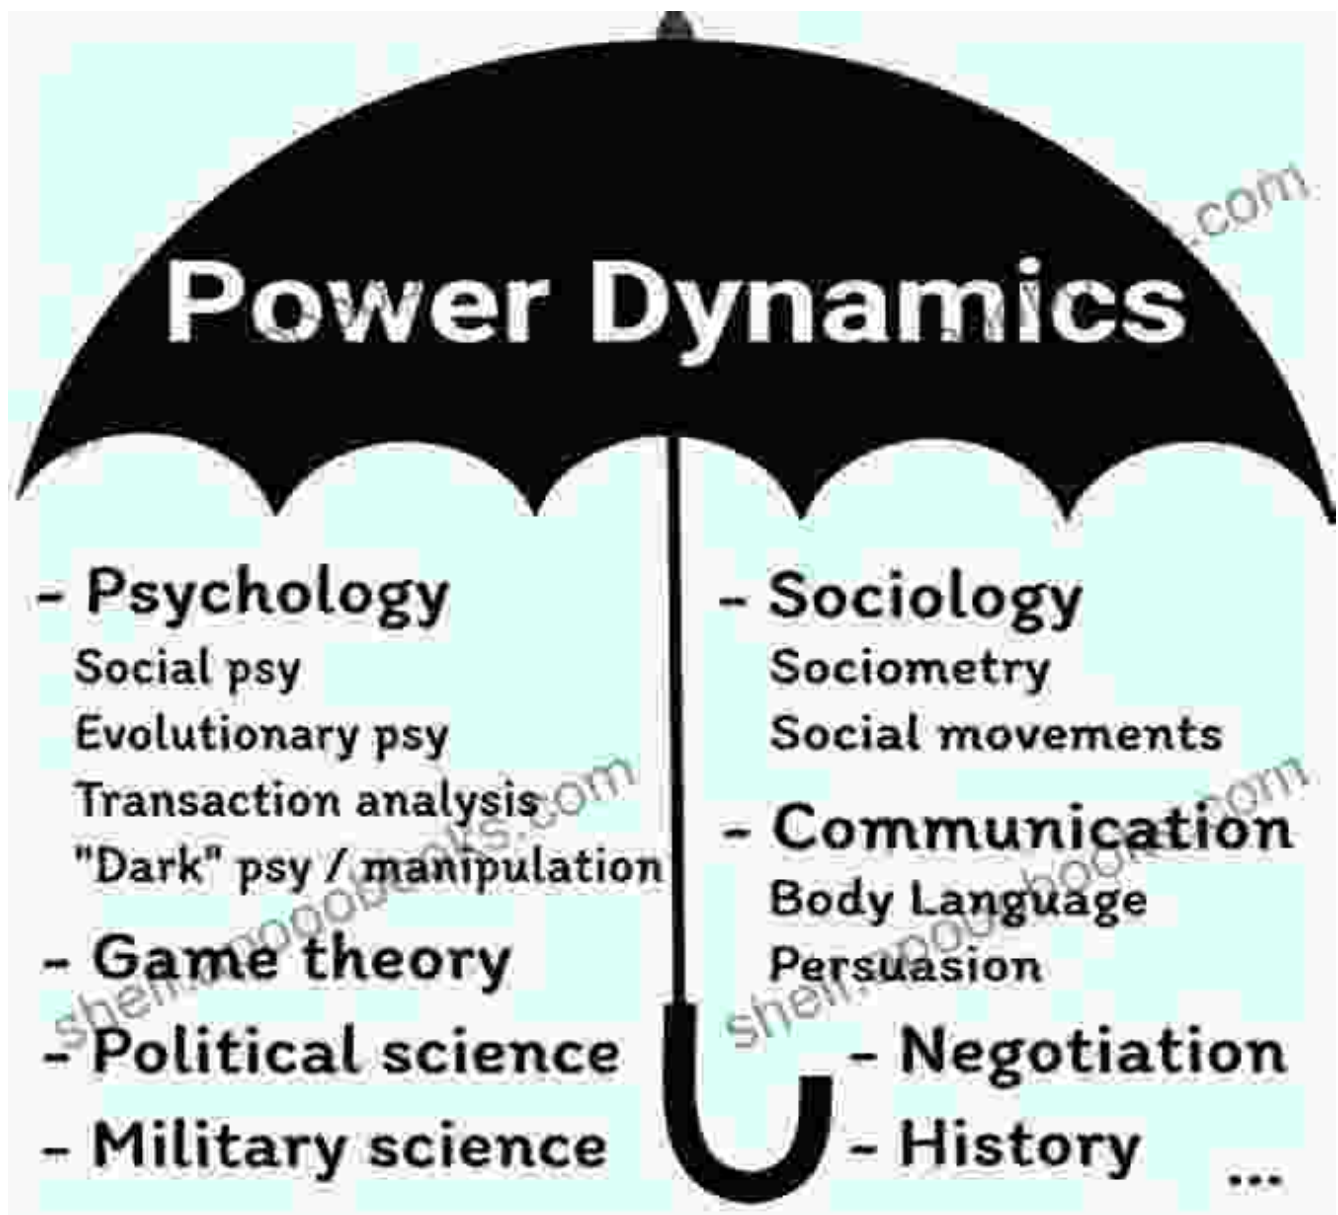 Power Dynamics
- Psychology
Social psy
Evolutionary psy
Transaction analysis
"Dark" psy / manipulation
- Game theory
- Political science
- Military science
- Sociology
Sociometry
Social movements
- Communication
Body Language
Persuasion
- Negotiation
- History
...
.com